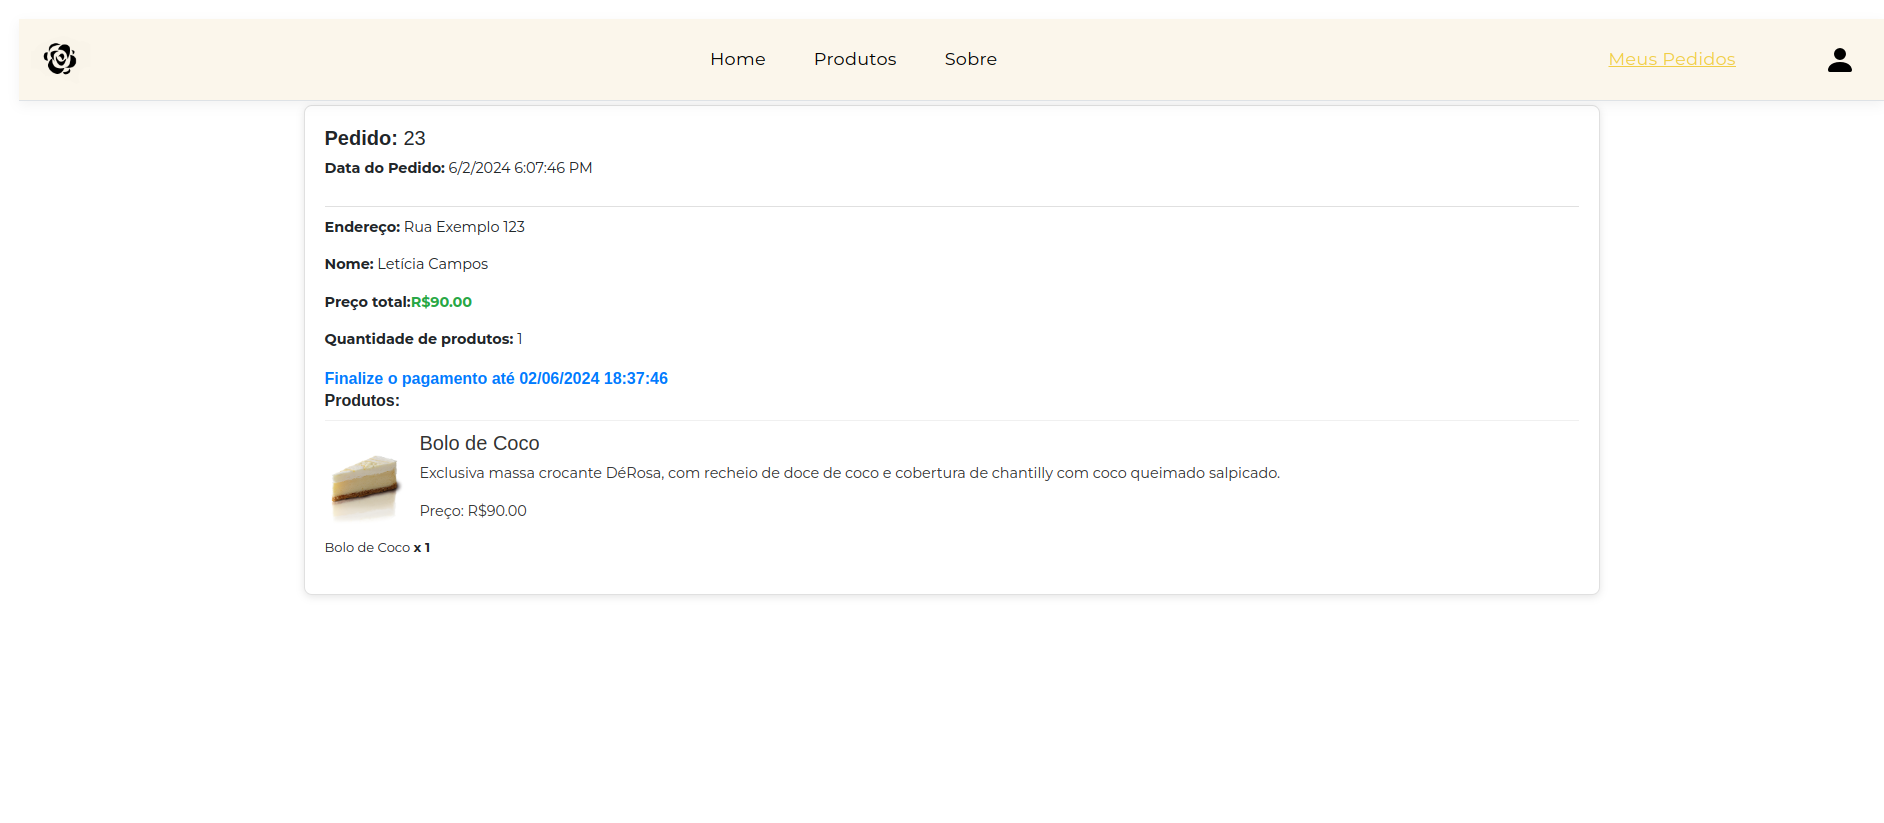 Home Produtos Sobre Meus Pedidos
Pedido: 23
Data do Pedido: 6/2/2024 6:07:46 PM
Endereço: Rua Exemplo 123
Nome: Letícia Campos
Preço total:R$90.00
Quantidade de produtos: 1
Finalize o pagamento até 02/06/2024 18:37:46
Produtos:
Bolo de Coco
Exclusiva massa crocante DéRosa, com recheio de doce de coco e cobertura de chantilly com coco queimado salpicado.
Preço: R$90.00
Bolo de Coco x 1